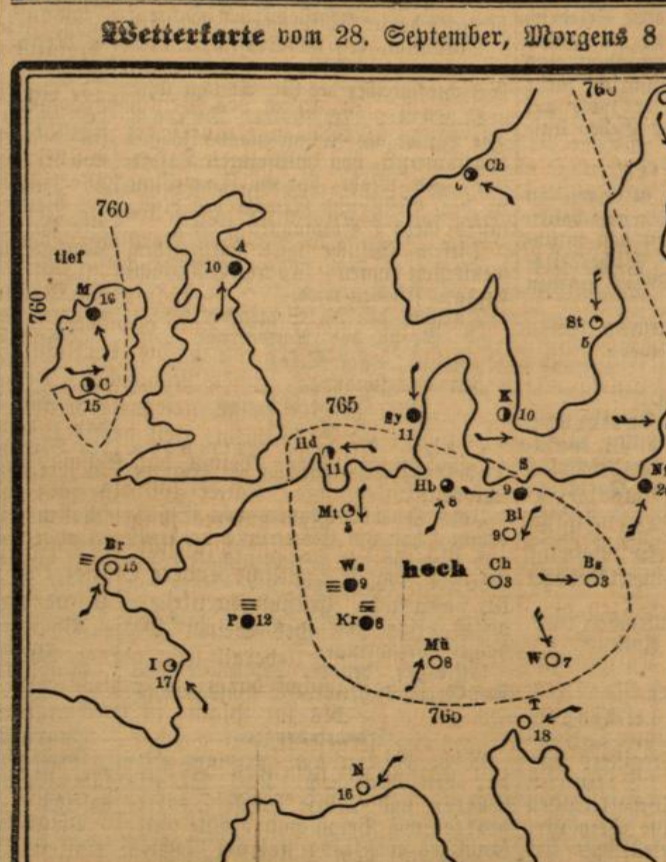 Wetterkarte vom 28. September, Morgens 8
760
Ch
6
760
A
tief
10
M
16
760
St
5
C
15
765
K
10
sy
11
Hd
11
S
9
Hb
8
Mt
5
Bl
9
Br
15
Ws
9
hoch
Ch
3
Bs
3
P
12
Kr
6
Mü
8
W
7
I
17
765
T
18
N
16